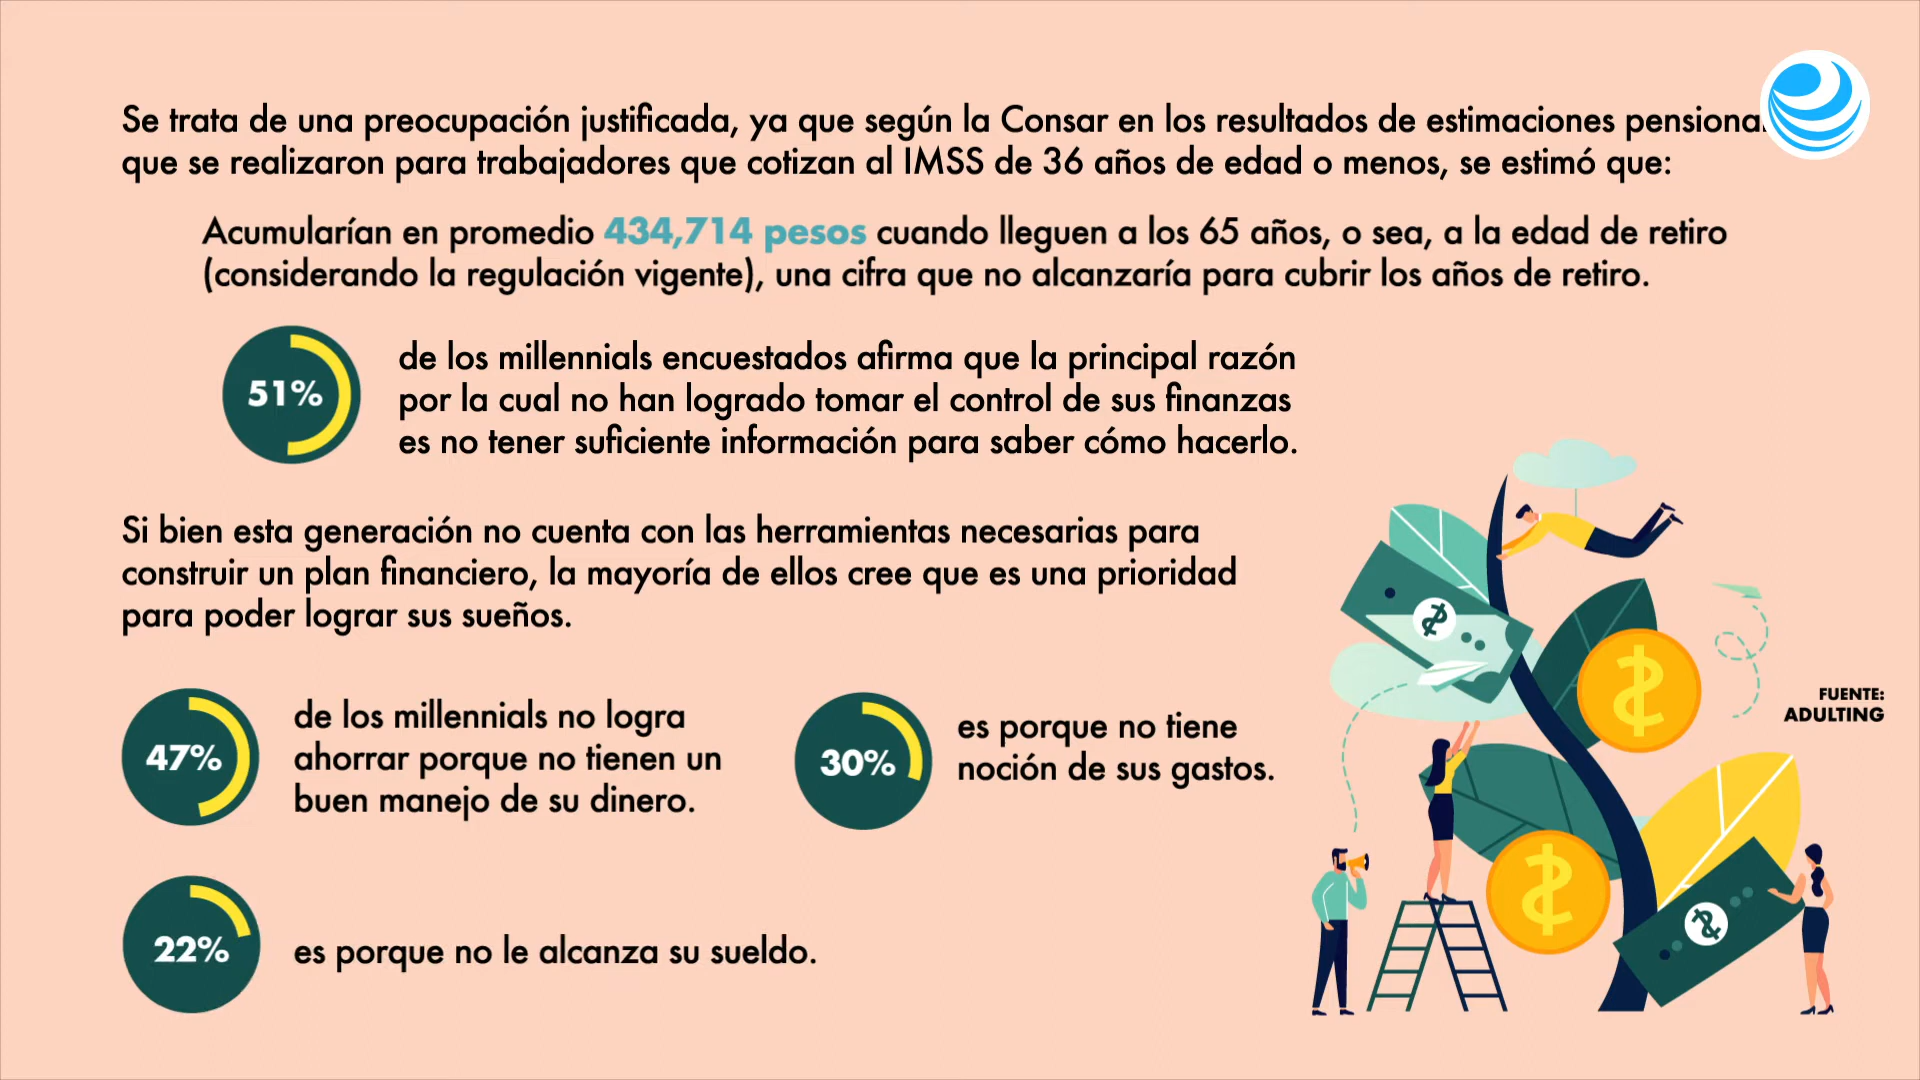 Se trata de una preocupación justificada, ya que según la Consar en los resultados de estimaciones
que se realizaron para trabajadores que cotizan al IMSS de 36 años de edad o menos, se estimó que:
Acumularían en promedio 434,714 pesos cuando lleguen a los 65 años, o sea, a la edad de retiro
(considerando la regulación vigente), una cifra que no alcanzaría para cubrir los años de retiro.
51%
de los millennials encuestados afirma que la principal razón
por la cual no han logrado tomar el control de sus finanzas
es no tener suficiente información para saber cómo hacerlo.
Si bien esta generación no cuenta con las herramientas necesarias para
construir un plan financiero, la mayoría de ellos cree que es una prioridad
para poder lograr sus sueños.
47%
de los millennials no logra
ahorrar porque no tienen un
buen manejo de su dinero.
30%
es porque no tiene
noción de sus gastos.
22%
es porque no le alcanza su sueldo.
FUENTE:
ADULTING